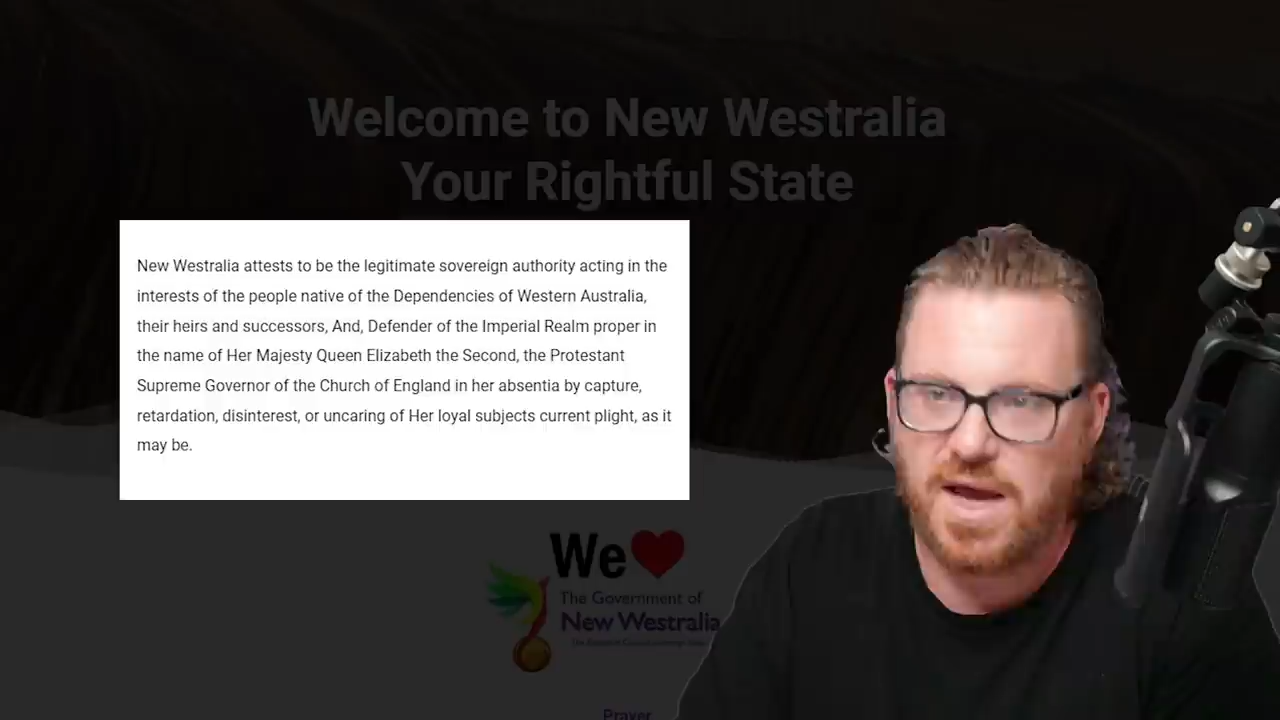 Welcome to New Westralia
Your Rightful State
New Westralia attests to be the legitimate sovereign authority acting in the
interests of the people native of the Dependencies of Western Australia,
their heirs and successors, And, Defender of the Imperial Realm proper in
the name of Her Majesty Queen Elizabeth the Second, the Protestant
Supreme Governor of the Church of England in her absentia by capture,
retardation, disinterest, or uncaring of Her loyal subjects current plight, as it
may be.
We
The Government of
New Westralia
Prayer